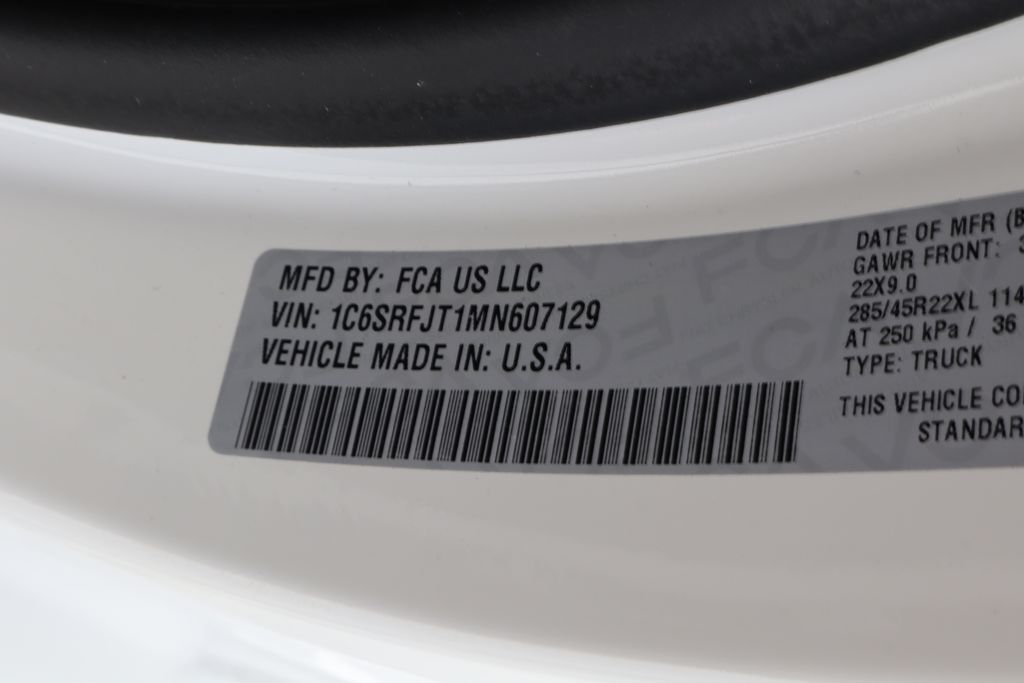 MFD BY: FCA US LLC
VIN: 1C6SRFJT1MN607129
VEHICLE MADE IN: U.S.A.
DATE OF MFR
GAWR FRONT:
22X9.0
285/45R22XL 114
AT 250 kPa / 36
TYPE: TRUCK
THIS VEHICLE